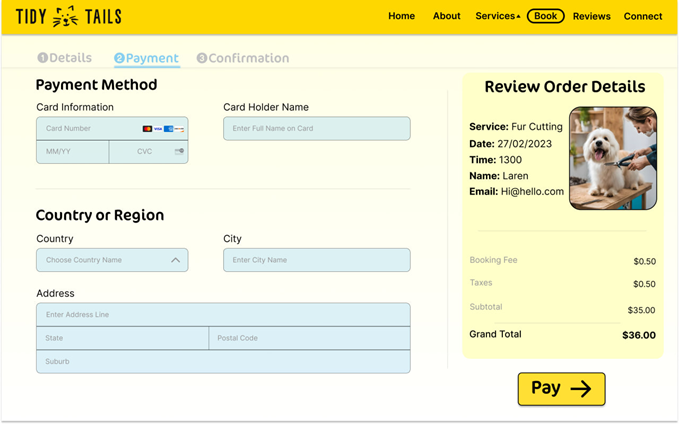 TIDY TAILS
Home About Services Book Reviews Connect
1 Details 2 Payment 3 Confirmation
Payment Method
Card Information
Card Number
VISA
MM/YY CVC
Card Holder Name
Enter Full Name on Card
Country or Region
Country
Choose Country Name
City
Enter City Name
Address
Enter Address Line
State Postal Code
Suburb
Review Order Details
Service: Fur Cutting
Date: 27/02/2023
Time: 1300
Name: Laren
Email: Hi@hello.com
Booking Fee $0.50
Taxes $0.50
Subtotal $35.00
Grand Total $36.00
Pay